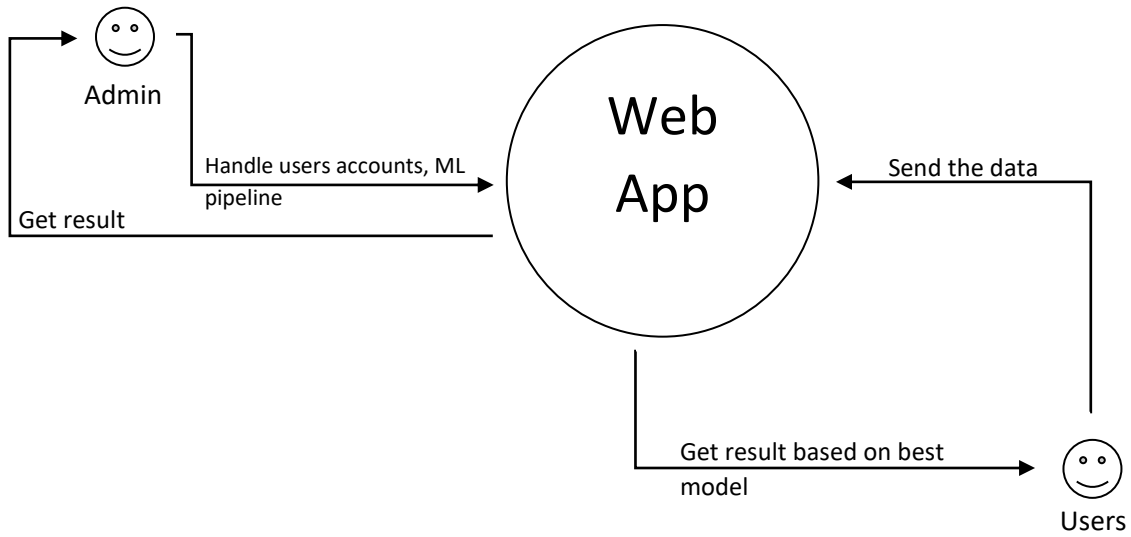 Admin
Web
App
Handle users accounts, ML
pipeline
Send the data
Get result
Get result based on best
model
Users